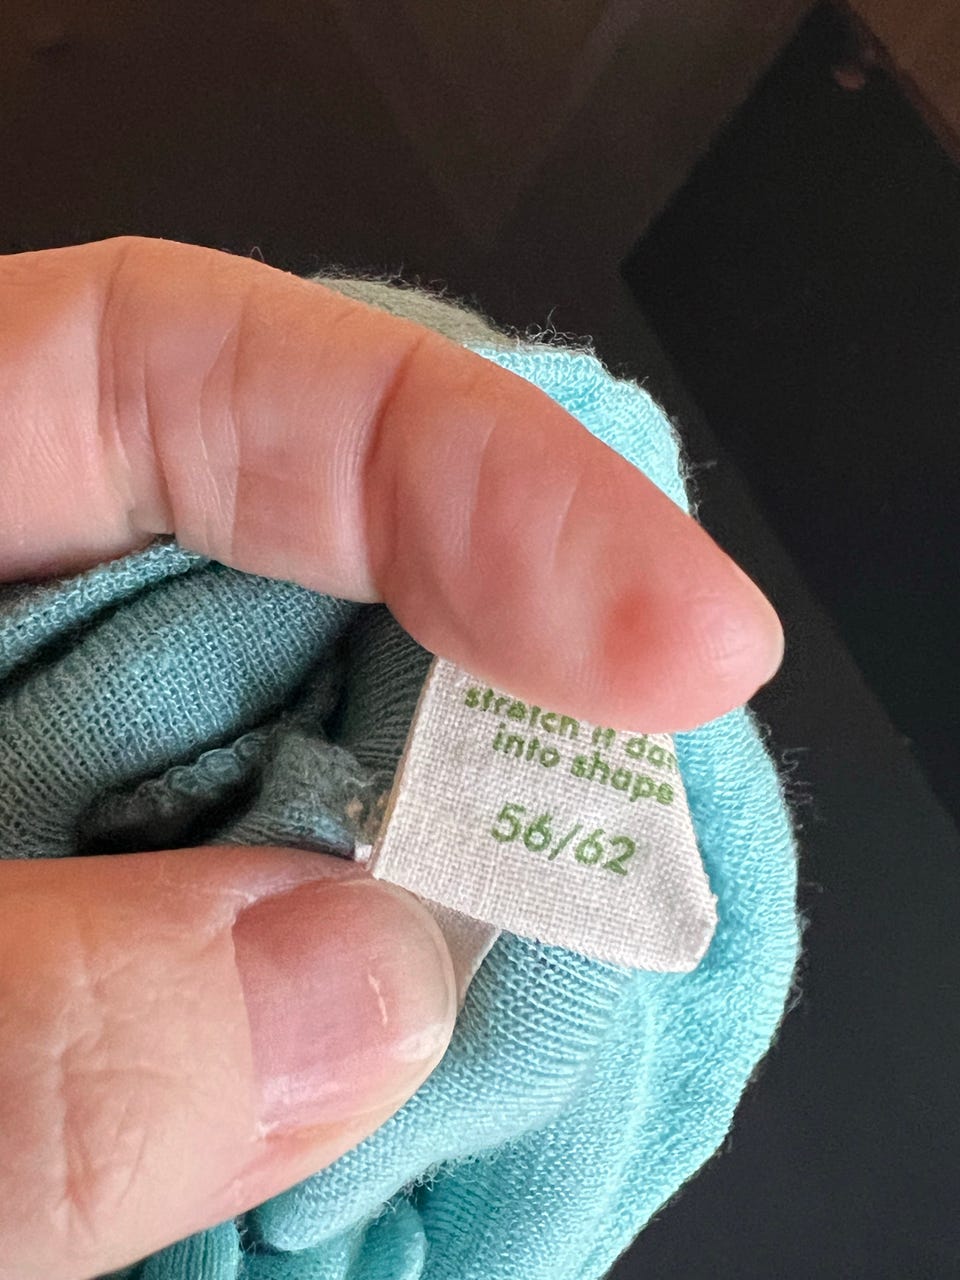 stretch it
into shape
56/62